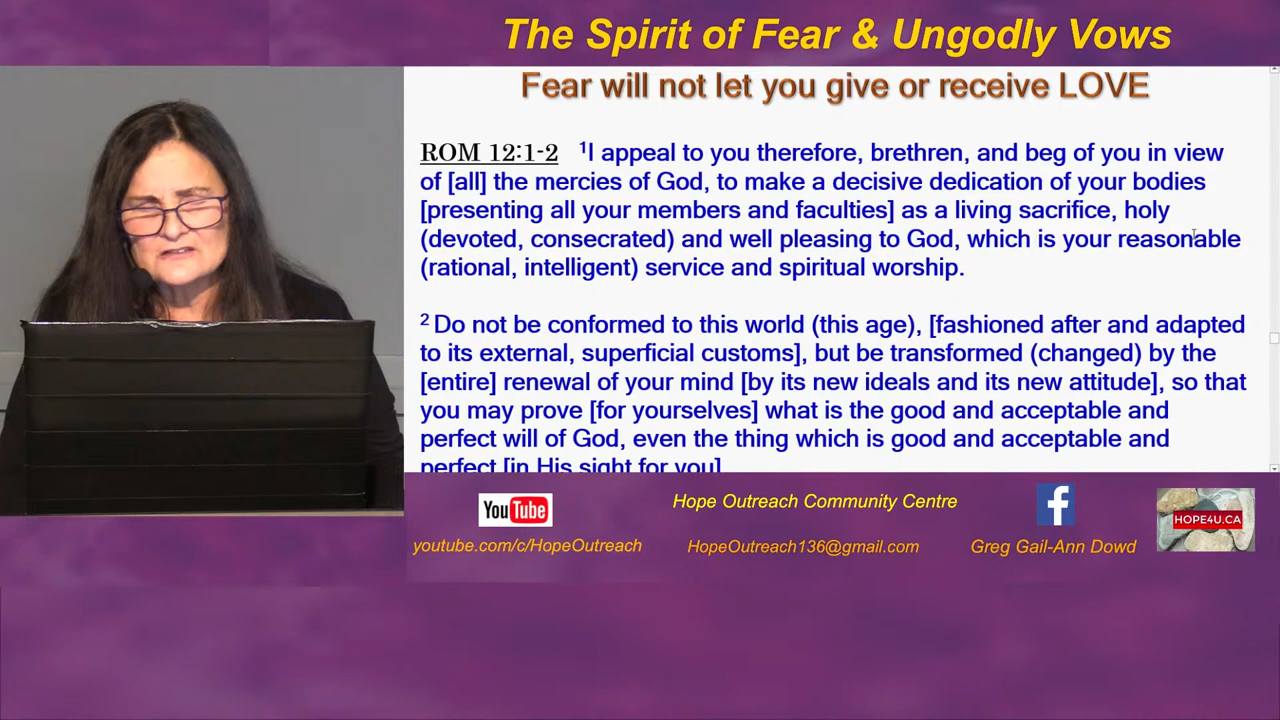 The Spirit of Fear & Ungodly Vows
Fear will not let you give or receive LOVE
ROM 12:1-2 ¹I appeal to you therefore, brethren, and beg of you in view
of [all] the mercies of God, to make a decisive dedication of your bodies
[presenting all your members and faculties] as a living sacrifice, holy
(devoted, consecrated) and well pleasing to God, which is your reasonable
(rational, intelligent) service and spiritual worship.
² Do not be conformed to this world (this age), [fashioned after and adapted
to its external, superficial customs], but be transformed (changed) by the
[entire] renewal of your mind [by its new ideals and its new attitude], so that
you may prove [for yourselves] what is the good and acceptable and
perfect will of God, even the thing which is good and acceptable and
perfect [in His sight for you]
YouTube
Hope Outreach Community Centre
f
HOPE4U.CA
youtube.com/c/HopeOutreach
HopeOutreach136@gmail.com
Greg Gail-Ann Dowd